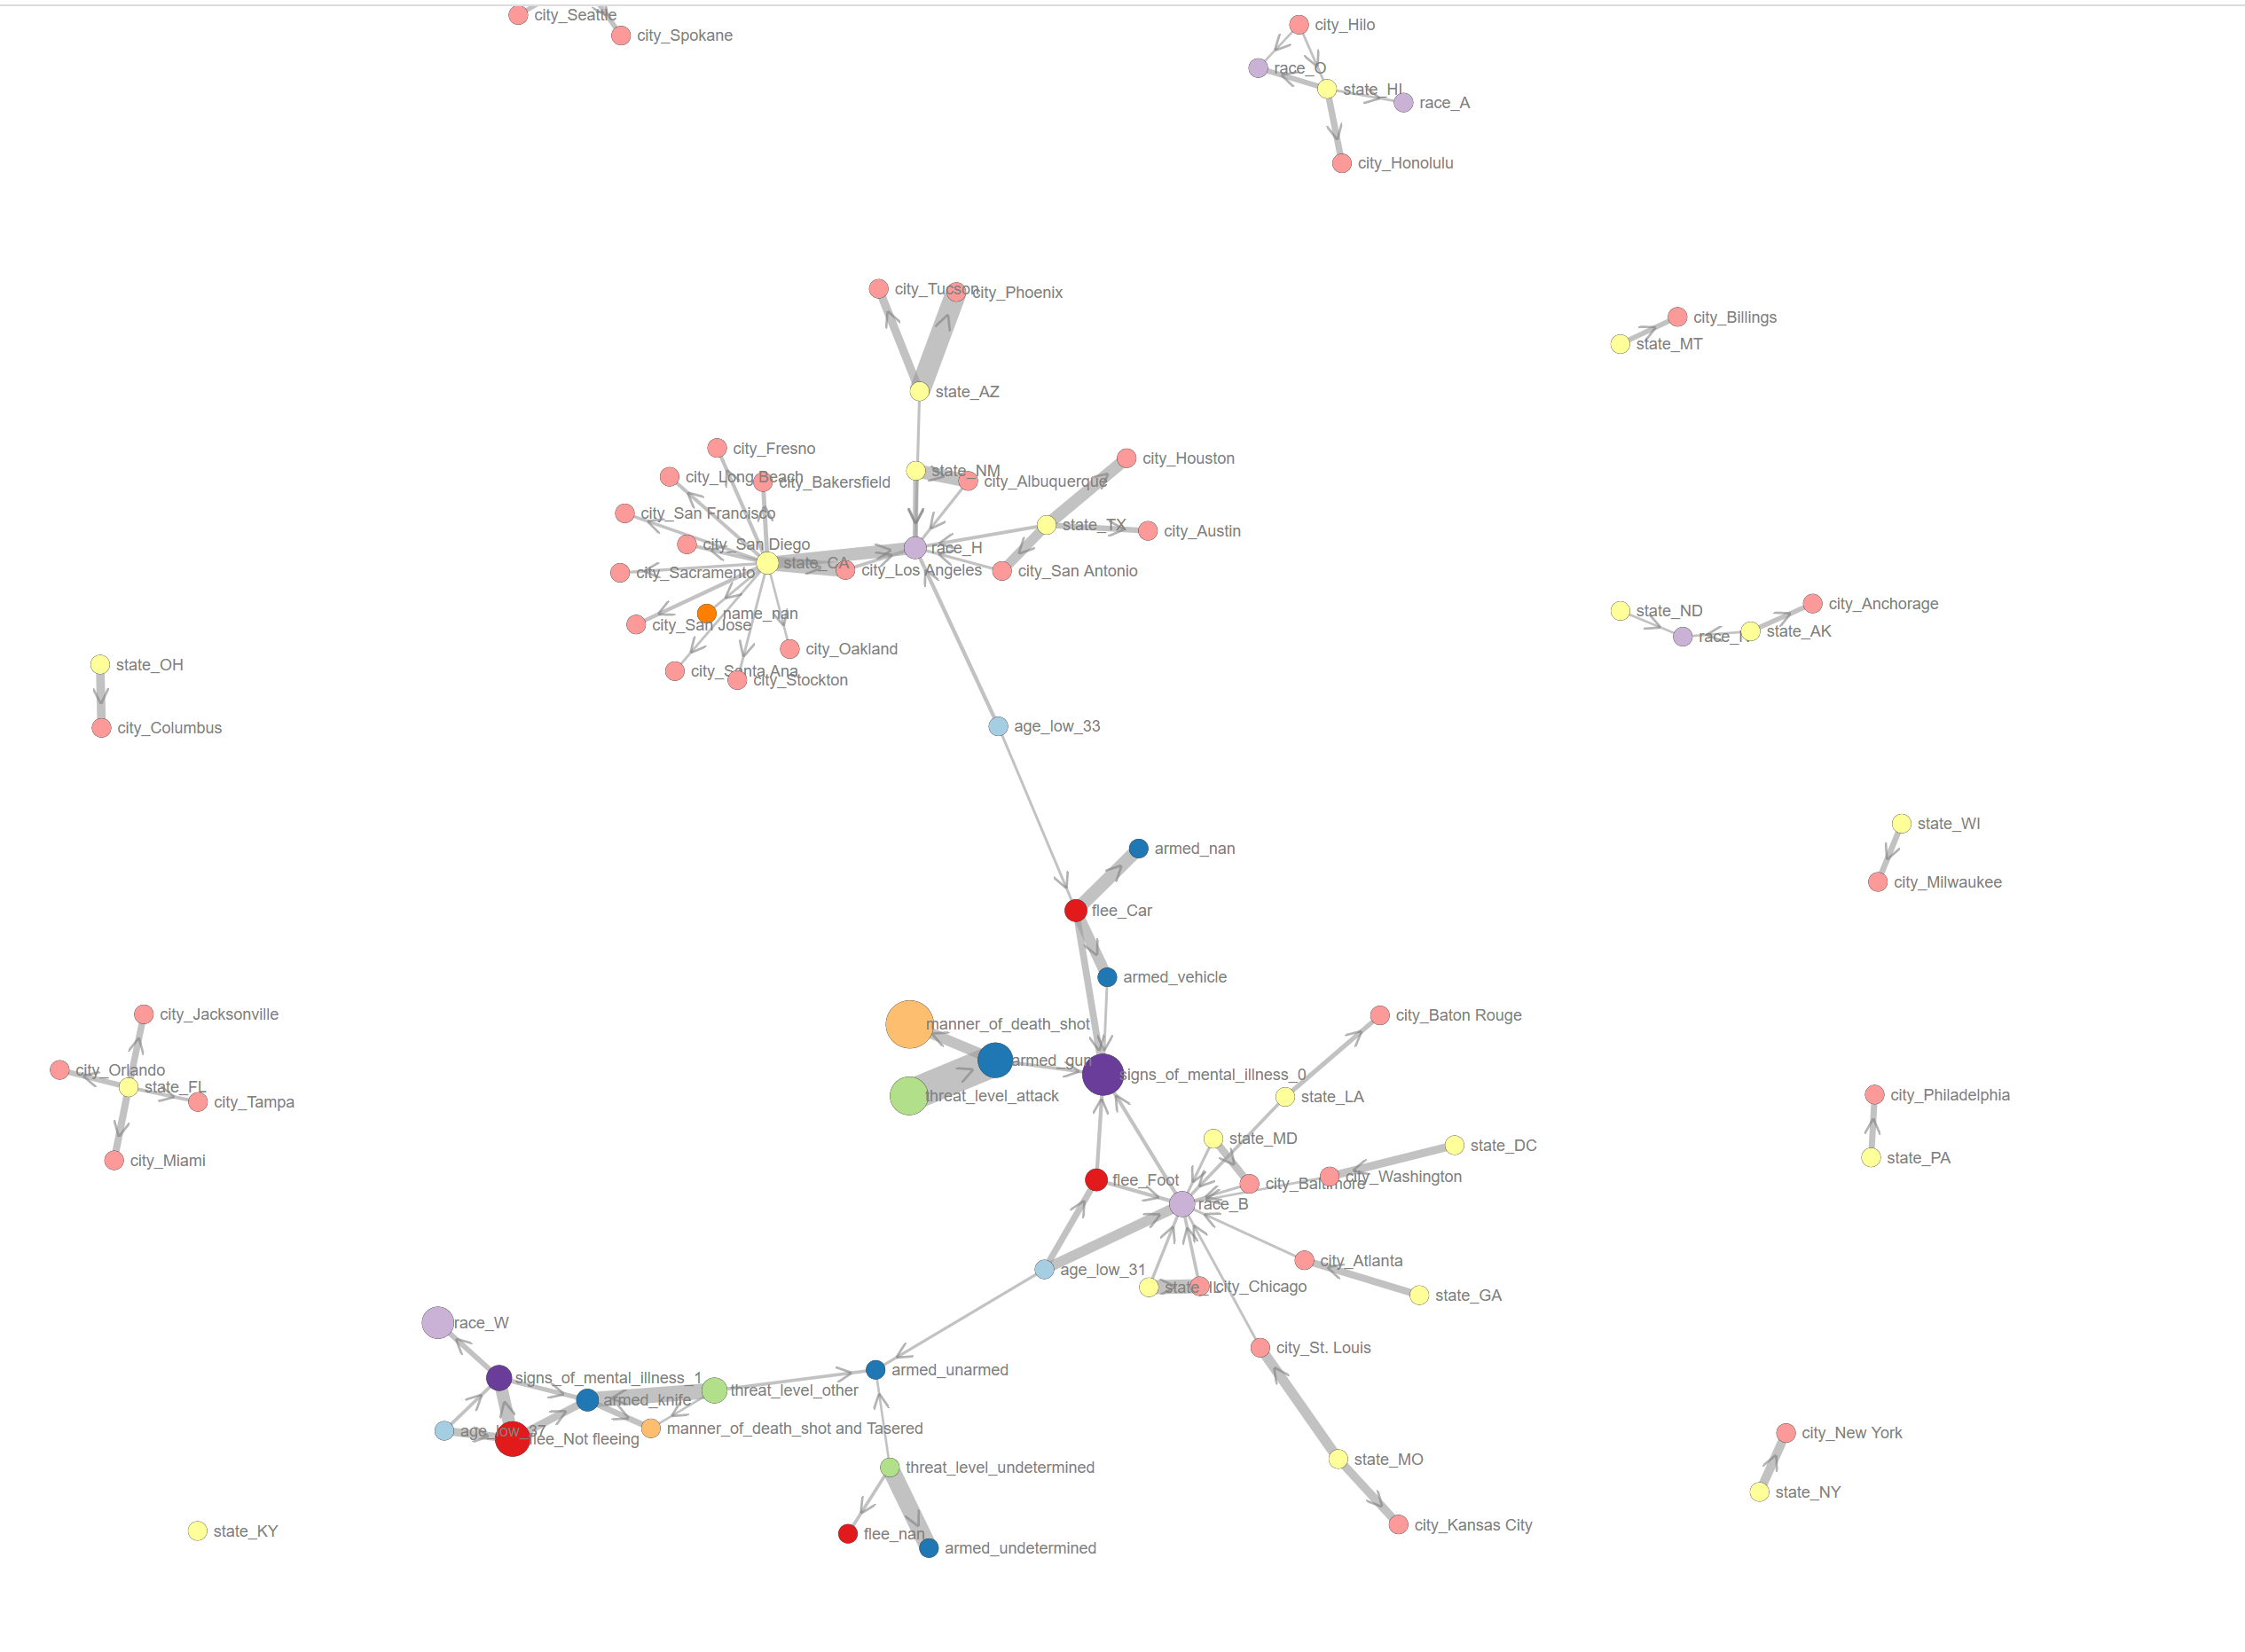 city_Seattle
city_Spokane
city_Hilo
race_O
state_HI
race_A
city_Honolulu
city_Tucson
city_Phoenix
city_Billings
state_MT
state_AZ
city_Fresno
city_Houston
state_NM
city_Long Beach
city_Bakersfield
city_Albuquerque
city_San Francisco
state_TX
city_Austin
city_San Diego
race_H
state_CA
city_Los Angeles
city_San Antonio
city_Sacramento
city_Anchorage
state_ND
name_nan
city_San Jose
state_AK
city_Oakland
state_OH
city_Santa Ana
city_Stockton
age_low_33
city_Columbus
state_WI
armed_nan
city_Milwaukee
flee_Car
armed_vehicle
city_Jacksonville
city_Baton Rouge
manner_of_death_shot
armed_gun
city_Orlando
signs_of_mental_illness_0
state_FL
threat_level_attack
state_LA
city_Philadelphia
city_Tampa
state_MD
state_DC
state_PA
city_Miami
flee_Foot
city_Baltimore
city_Washington
race_B
city_Atlanta
age_low_31
state_IL
city_Chicago
state_GA
race_W
city_St. Louis
armed_unarmed
signs_of_mental_illness_1
threat_level_other
armed_knife
manner_of_death_shot and Tasered
age_low_37
flee_Not fleeing
city_New York
state_MO
threat_level_undetermined
state_NY
city_Kansas City
state_KY
flee_nan
armed_undetermined